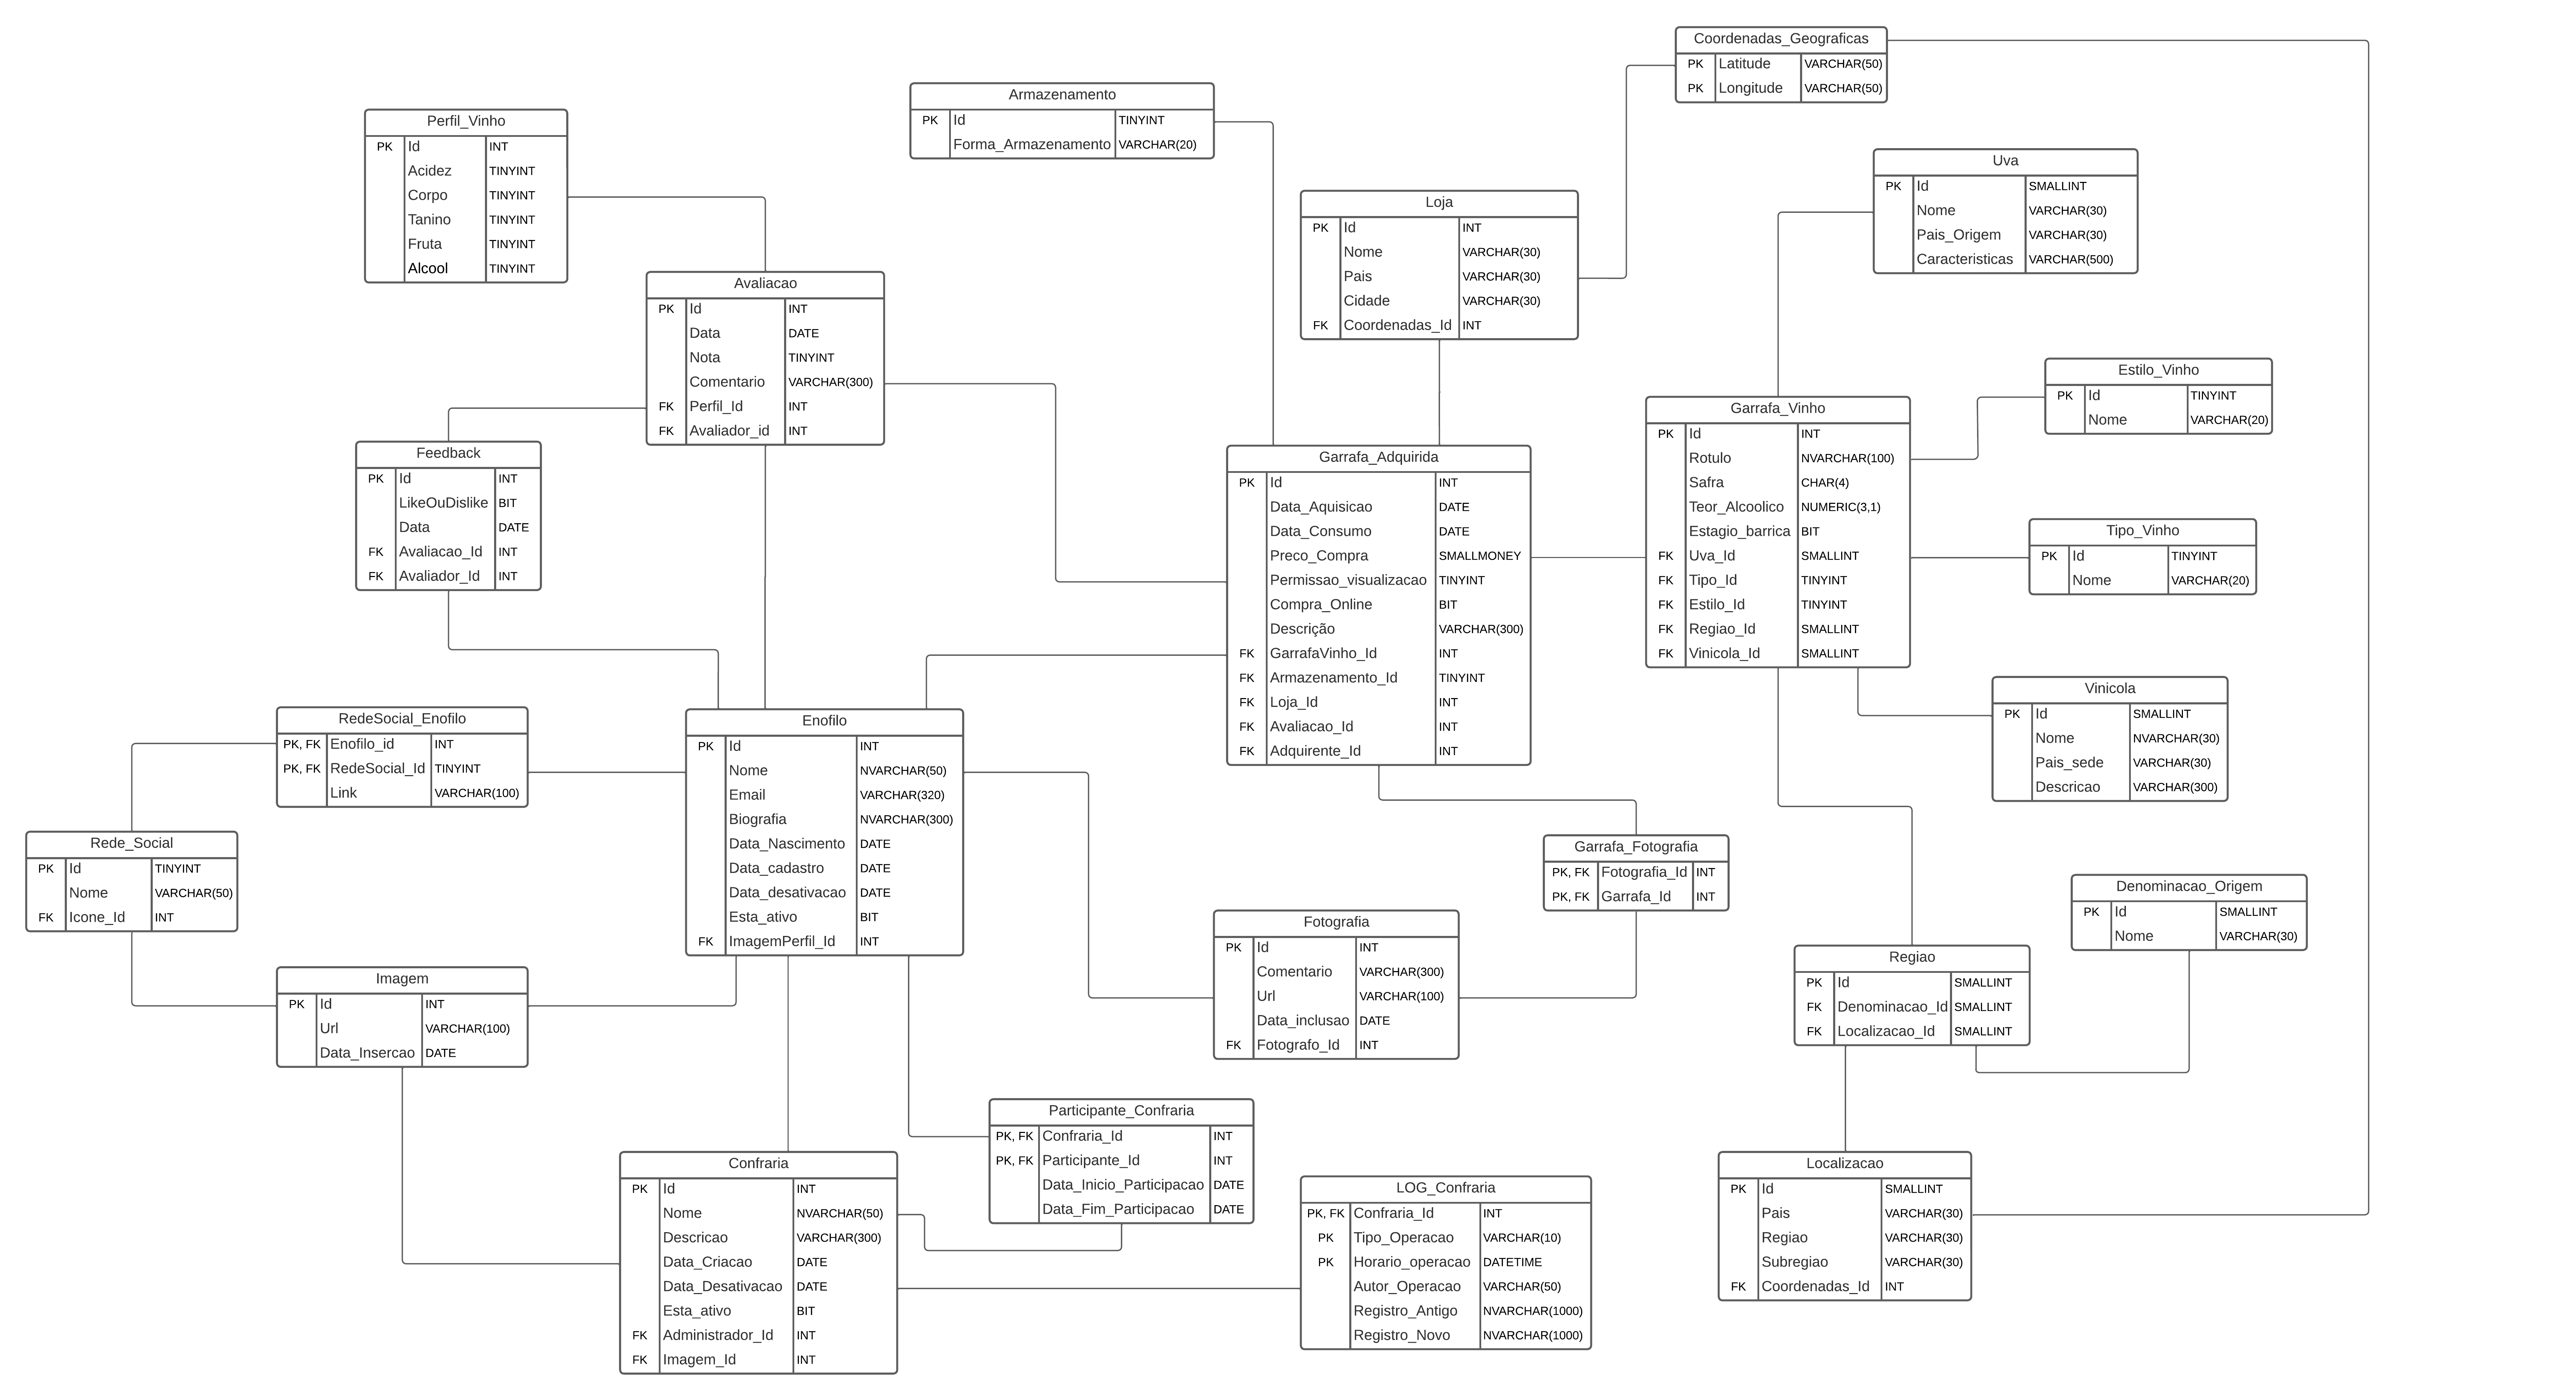 Coordenadas_Geograficas
PK Latitude VARCHAR(50)
PK Longitude VARCHAR(50)
Armazenamento
PK Id TINYINT
Forma_Armazenamento VARCHAR(20)
Perfil_Vinho
PK Id INT
Acidez TINYINT
Corpo TINYINT
Tanino TINYINT
Fruta TINYINT
Alcool TINYINT
Uva
PK Id SMALLINT
Nome VARCHAR(30)
Pais_Origem VARCHAR(30)
Caracteristicas VARCHAR(500)
Loja
PK Id INT
Nome VARCHAR(30)
Pais VARCHAR(30)
Cidade VARCHAR(30)
FK Coordenadas_Id INT
Avaliacao
PK Id INT
Data DATE
Nota TINYINT
Comentario VARCHAR(300)
FK Perfil_Id INT
FK Avaliador_id INT
Estilo_Vinho
PK Id TINYINT
Nome VARCHAR(20)
Garrafa_Vinho
PK Id INT
Rotulo NVARCHAR(100)
Safra CHAR(4)
Teor_Alcoolico NUMERIC(3,1)
Estagio_barrica BIT
FK Uva_Id SMALLINT
FK Tipo_Id TINYINT
FK Estilo_Id TINYINT
FK Regiao_Id SMALLINT
FK Vinicola_Id SMALLINT
Feedback
PK Id INT
LikeOuDislike BIT
Data DATE
FK Avaliacao_Id INT
FK Avaliador_Id INT
Garrafa_Adquirida
PK Id INT
Data_Aquisicao DATE
Data_Consumo DATE
Preco_Compra SMALLMONEY
Permissao_visualizacao TINYINT
Compra_Online BIT
Descrição VARCHAR(300)
FK GarrafaVinho_Id INT
FK Armazenamento_Id TINYINT
FK Loja_Id INT
FK Avaliacao_Id INT
FK Adquirente_Id INT
Tipo_Vinho
PK Id TINYINT
Nome VARCHAR(20)
Vinicola
PK Id SMALLINT
Nome NVARCHAR(30)
Pais_sede VARCHAR(30)
Descricao VARCHAR(300)
RedeSocial_Enofilo
PK, FK Enofilo_id INT
PK, FK RedeSocial_Id TINYINT
Link VARCHAR(100)
Enofilo
PK Id INT
Nome NVARCHAR(50)
Email VARCHAR(320)
Biografia NVARCHAR(300)
Data_Nascimento DATE
Data_cadastro DATE
Data_desativacao DATE
Esta_ativo BIT
FK ImagemPerfil_Id INT
Rede_Social
PK Id TINYINT
Nome VARCHAR(50)
FK Icone_Id INT
Garrafa_Fotografia
PK, FK Fotografia_Id INT
PK, FK Garrafa_Id INT
Denominacao_Origem
PK Id SMALLINT
Nome VARCHAR(30)
Fotografia
PK Id INT
Comentario VARCHAR(300)
Url VARCHAR(100)
Data_inclusao DATE
FK Fotografo_Id INT
Regiao
PK Id SMALLINT
FK Denominacao_Id SMALLINT
FK Localizacao_Id SMALLINT
Imagem
PK Id INT
Url VARCHAR(100)
Data_Insercao DATE
Participante_Confraria
PK, FK Confraria_Id INT
PK, FK Participante_Id INT
Data_Inicio_Participacao DATE
Data_Fim_Participacao DATE
Confraria
PK Id INT
Nome NVARCHAR(50)
Descricao VARCHAR(300)
Data_Criacao DATE
Data_Desativacao DATE
Esta_ativo BIT
FK Administrador_Id INT
FK Imagem_Id INT
LOG_Confraria
PK, FK Confraria_Id INT
PK Tipo_Operacao VARCHAR(10)
PK Horario_operacao DATETIME
Autor_Operacao VARCHAR(50)
Registro_Antigo NVARCHAR(1000)
Registro_Novo NVARCHAR(1000)
Localizacao
PK Id SMALLINT
Pais VARCHAR(30)
Regiao VARCHAR(30)
Subregiao VARCHAR(30)
FK Coordenadas_Id INT